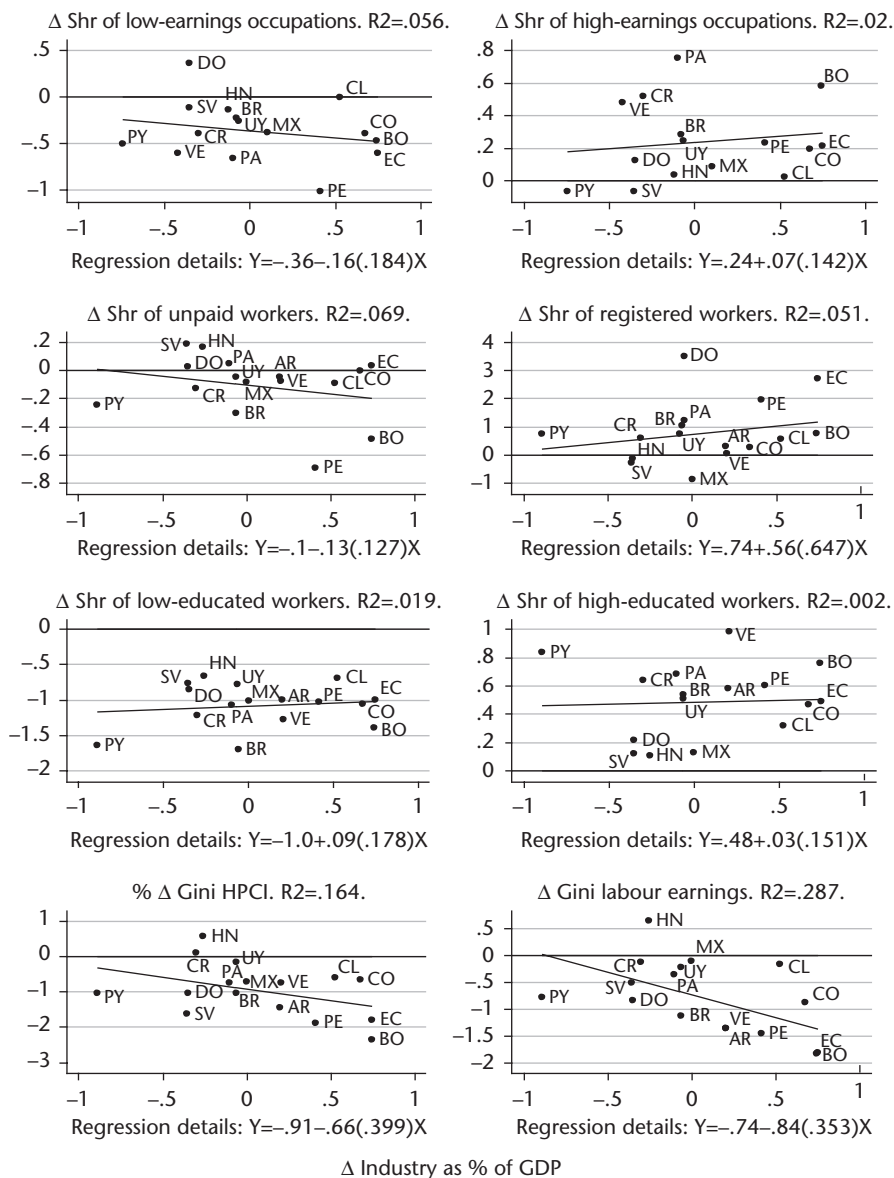 Δ Shr of low-earnings occupations. R2=.056.
.5
0
−.5
−1
DO
CL
HN
SV
BR
UY
MX
CO
PY
CR
BO
VE
PA
EC
PE
−1 −.5 0 .5 1
Regression details: Y=−.36−.16(.184)X
Δ Shr of high-earnings occupations. R2=.02.
.8
.6
.4
.2
0
PA
BO
CR
VE
BR
UY
PE
EC
CO
DO
HN
MX
CL
PY
SV
−1 −.5 0 .5 1
Regression details: Y=.24+.07(.142)X
Δ Shr of unpaid workers. R2=.069.
.2
0
−.2
−.4
−.6
−.8
SV
HN
DO
PA
UY
AR
EC
CR
MX
VE
CL
CO
PY
BR
BO
PE
−1 −.5 0 .5 1
Regression details: Y=−.1−.13(.127)X
Δ Shr of registered workers. R2=.051.
4
3
2
1
0
−1
DO
EC
PE
BR
PA
PY
CR
UY
AR
CL
BO
HN
CO
SV
VE
MX
−1 −.5 0 .5 1
Regression details: Y=.74+.56(.647)X
Δ Shr of low-educated workers. R2=.019.
0
−.5
−1
−1.5
−2
HN
SV
UY
CL
DO
MX
AR
PE
EC
CR
PA
VE
CO
BO
PY
BR
−1 −.5 0 .5 1
Regression details: Y=−1.0+.09(.178)X
Δ Shr of high-educated workers. R2=.002.
1
.8
.6
.4
.2
0
VE
PY
BO
CR
PA
BR
AR
PE
EC
UY
CO
CL
DO
SV
HN
MX
−1 −.5 0 .5 1
Regression details: Y=.48+.03(.151)X
% Δ Gini HPCI. R2=.164.
1
0
−1
−2
−3
HN
CR
UY
PA
MX
VE
CL
CO
PY
DO
BR
SV
AR
PE
EC
BO
−1 −.5 0 .5 1
Regression details: Y=−.91−.66(.399)X
Δ Gini labour earnings. R2=.287.
.5
0
−.5
−1
−1.5
−2
HN
MX
CR
UY
CL
SV
PA
PY
DO
CO
BR
VE
AR
PE
EC
BO
−1 −.5 0 .5 1
Regression details: Y=−.74−.84(.353)X
Δ Industry as % of GDP